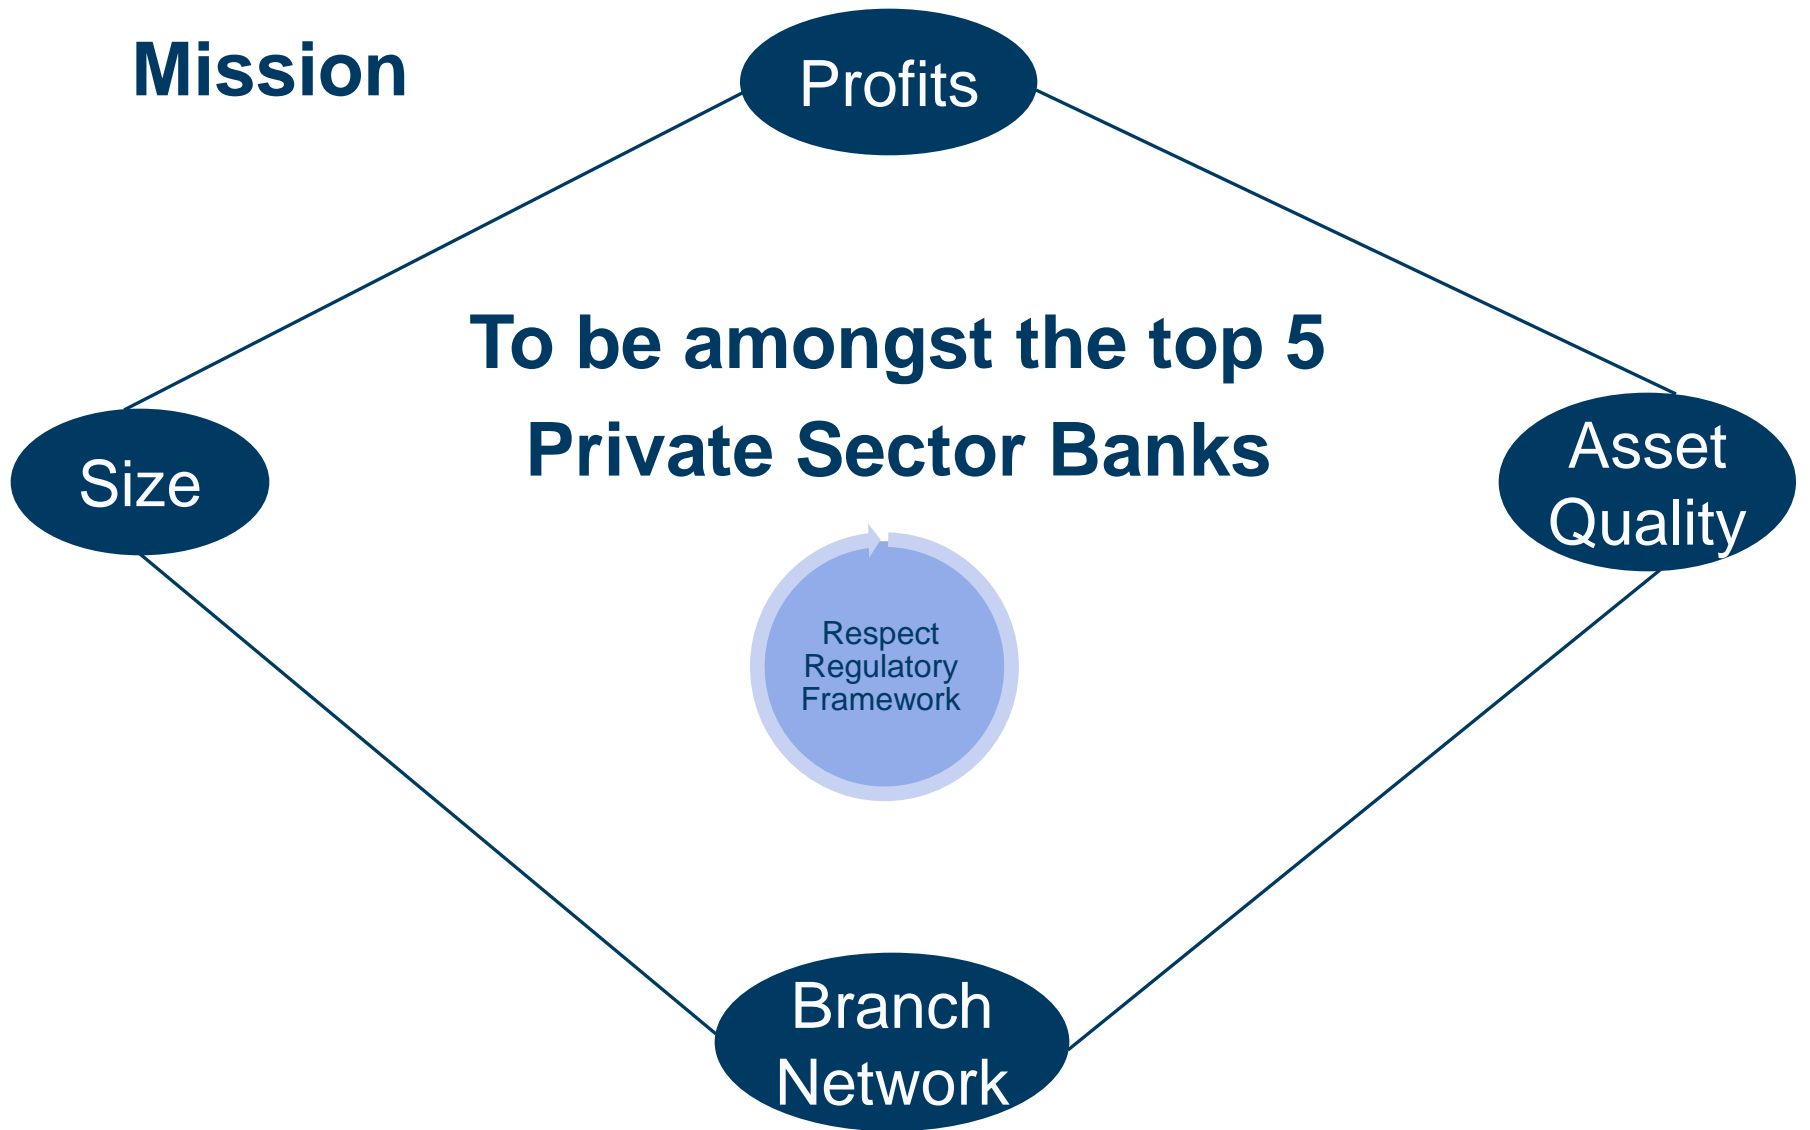 Mission
Profits
To be amongst the top 5
Private Sector Banks
Size
Asset
Quality
Respect
Regulatory
Framework
Branch
Network